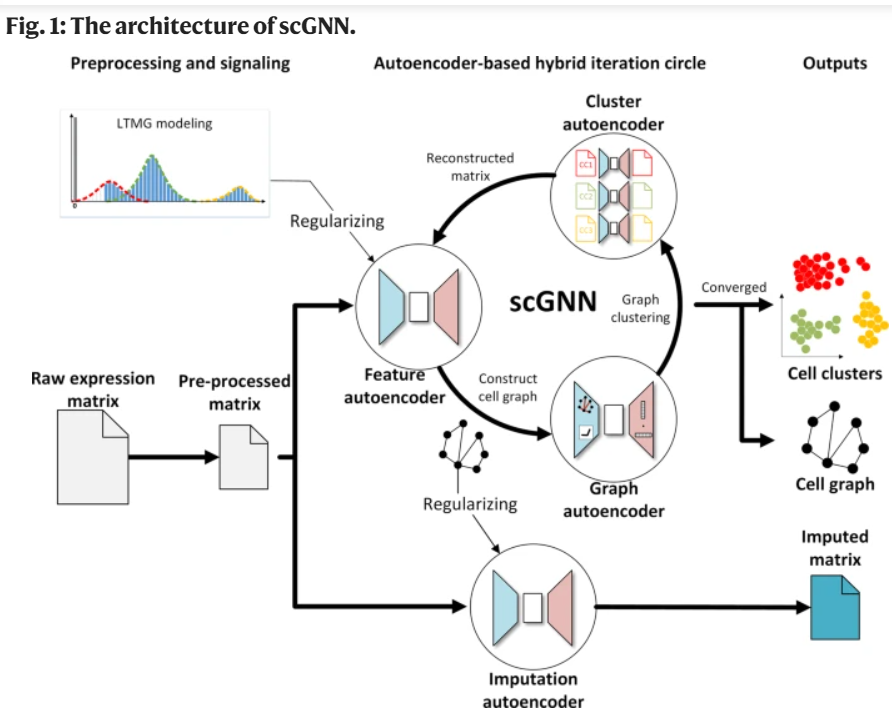 Fig. 1: The architecture of scGNN.
Preprocessing and signaling
Autoencoder-based hybrid iteration circle
Outputs
LTMG modeling
0
Regularizing
Cluster
autoencoder
CC1
CC2
CC3
Reconstructed
matrix
scGNN
Graph
clustering
Converged
Cell clusters
Raw expression
matrix
Pre-processed
matrix
Feature
autoencoder
Construct
cell graph
Graph
autoencoder
Cell graph
Regularizing
Imputed
matrix
Imputation
autoencoder